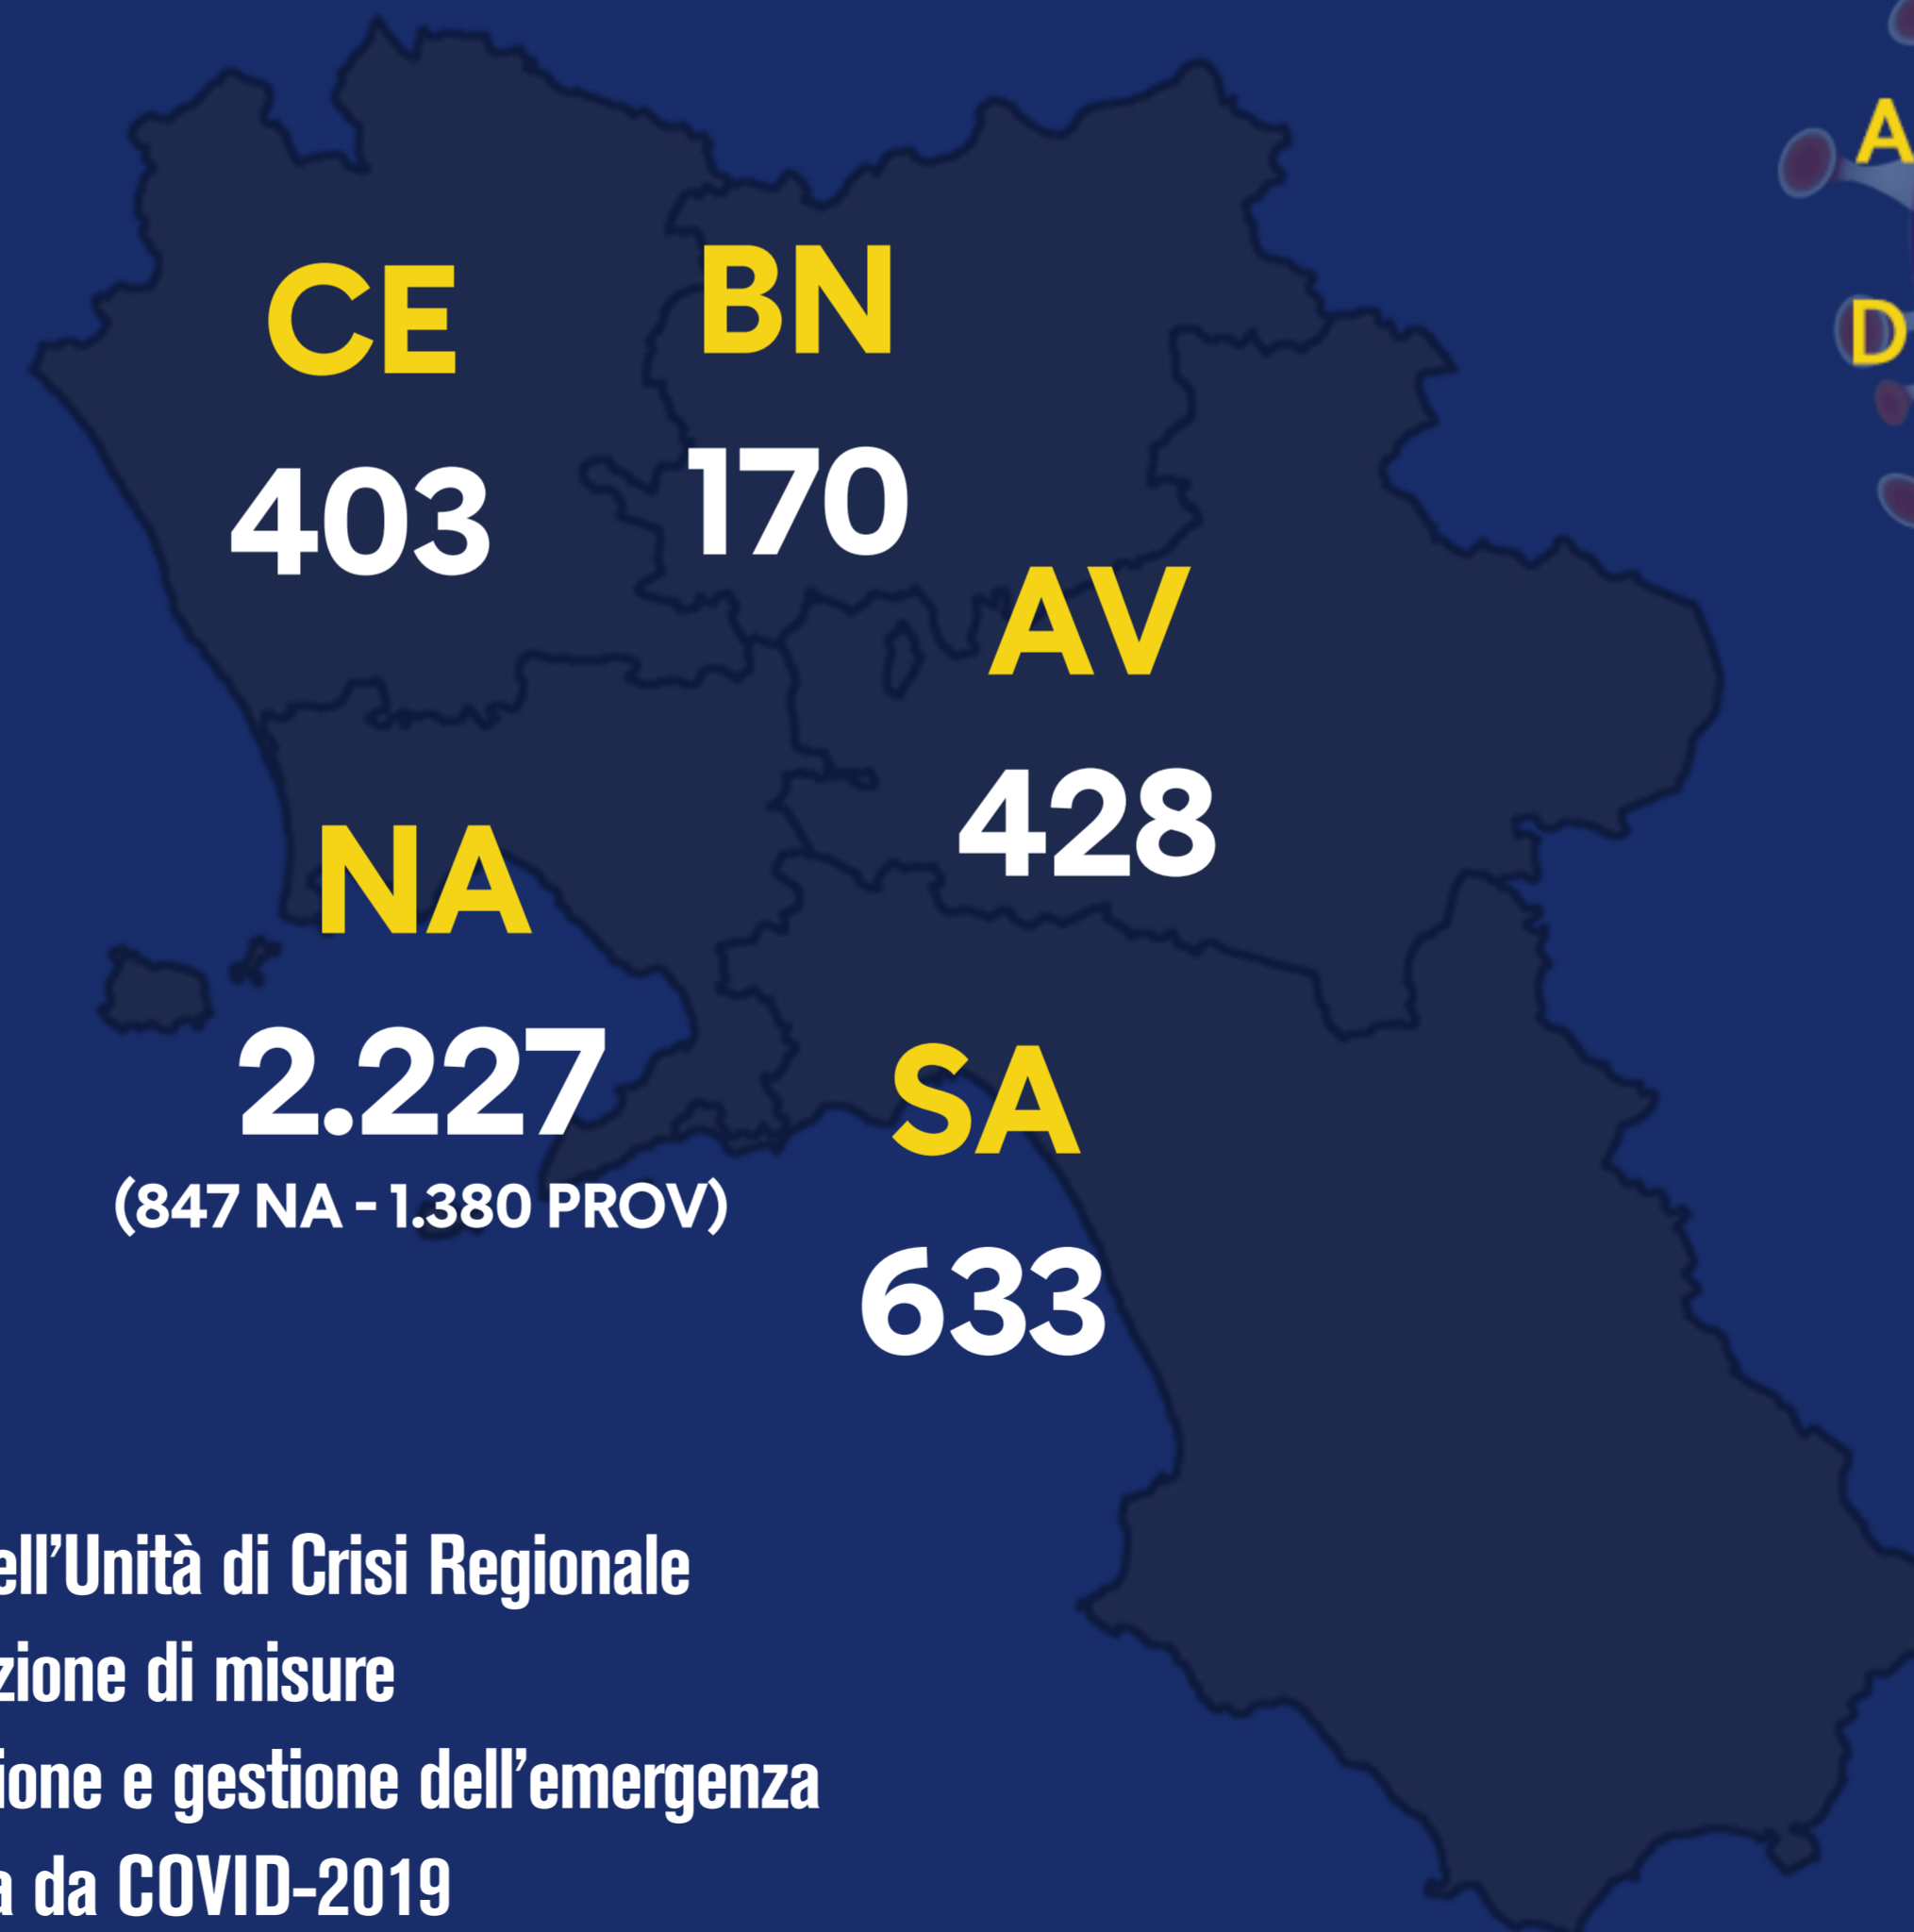 CE
403
BN
170
AV
428
NA
2.227
(847 NA - 1.380 PROV)
SA
633
A
D
ell'Unità di Crisi Regionale
zione di misure
ione e gestione dell'emergenza
a da COVID-2019